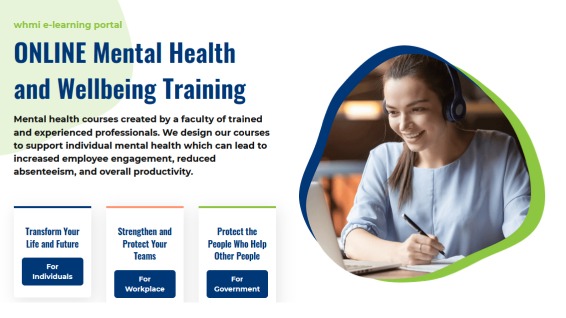 whmi e-learning portal
ONLINE Mental Health
and Wellbeing Training
Mental health courses created by a faculty of trained
and experienced professionals. We design our courses
to support individual mental health which can lead to
increased employee engagement, reduced
absenteeism, and overall productivity.
Transform Your
Life and Future
For
Individuals
Strengthen and
Protect Your
Teams
For
Workplace
Protect the
People Who Help
Other People
For
Government